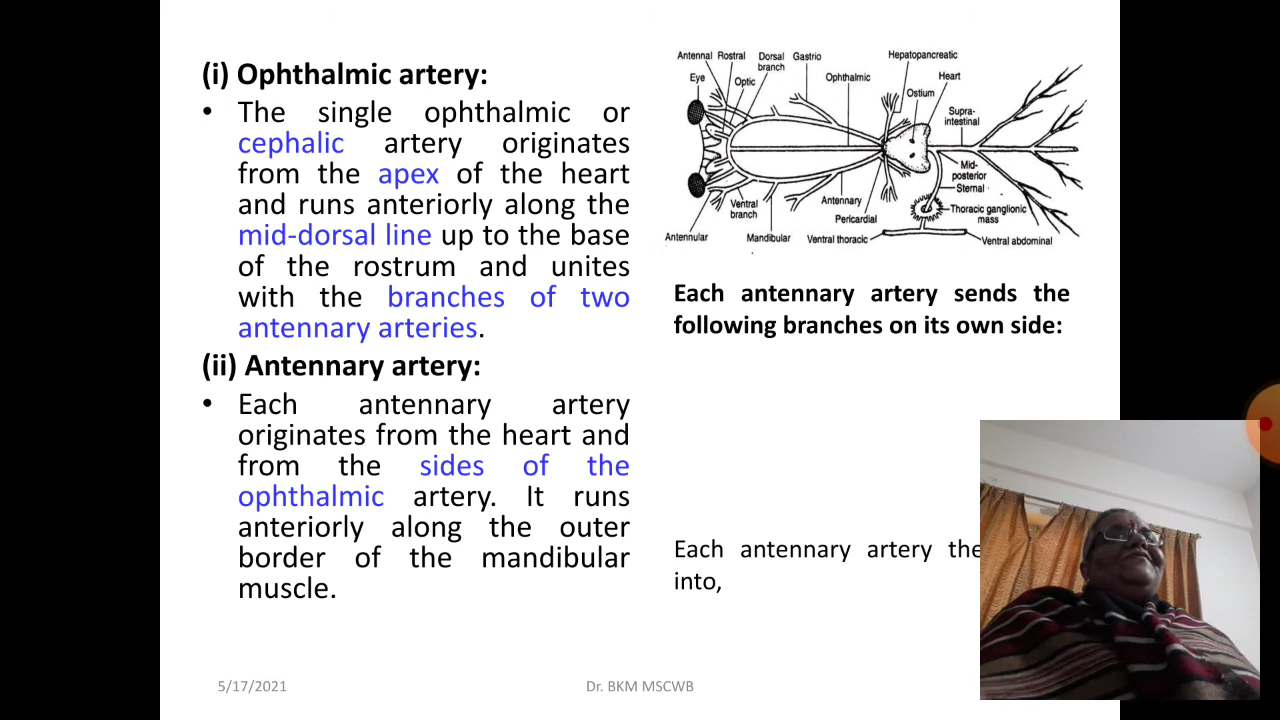 (i) Ophthalmic artery:
• The single ophthalmic or
cephalic artery originates
from the apex of the heart
and runs anteriorly along the
mid-dorsal line up to the base
of the rostrum and unites
with the branches of two
antennary arteries.
(ii) Antennary artery:
• Each antennary artery
originates from the heart and
from the sides of the
ophthalmic artery. It runs
anteriorly along the outer
border of the mandibular
muscle.
Antennal Rostral Dorsal branch Gastrio Hepatopancreatic
Eye Optic Ophthalmic Heart
Ostium
Supra-
intestinal
Mid-
posterior
Sternal
Thoracic ganglionic
mass
Ventral
branch
Antennary
Pericardial
Antennular Mandibular Ventral thoracic Ventral abdominal
Each antennary artery sends the
following branches on its own side:
Each antennary artery the
into,
5/17/2021 Dr. BKM MSCWB